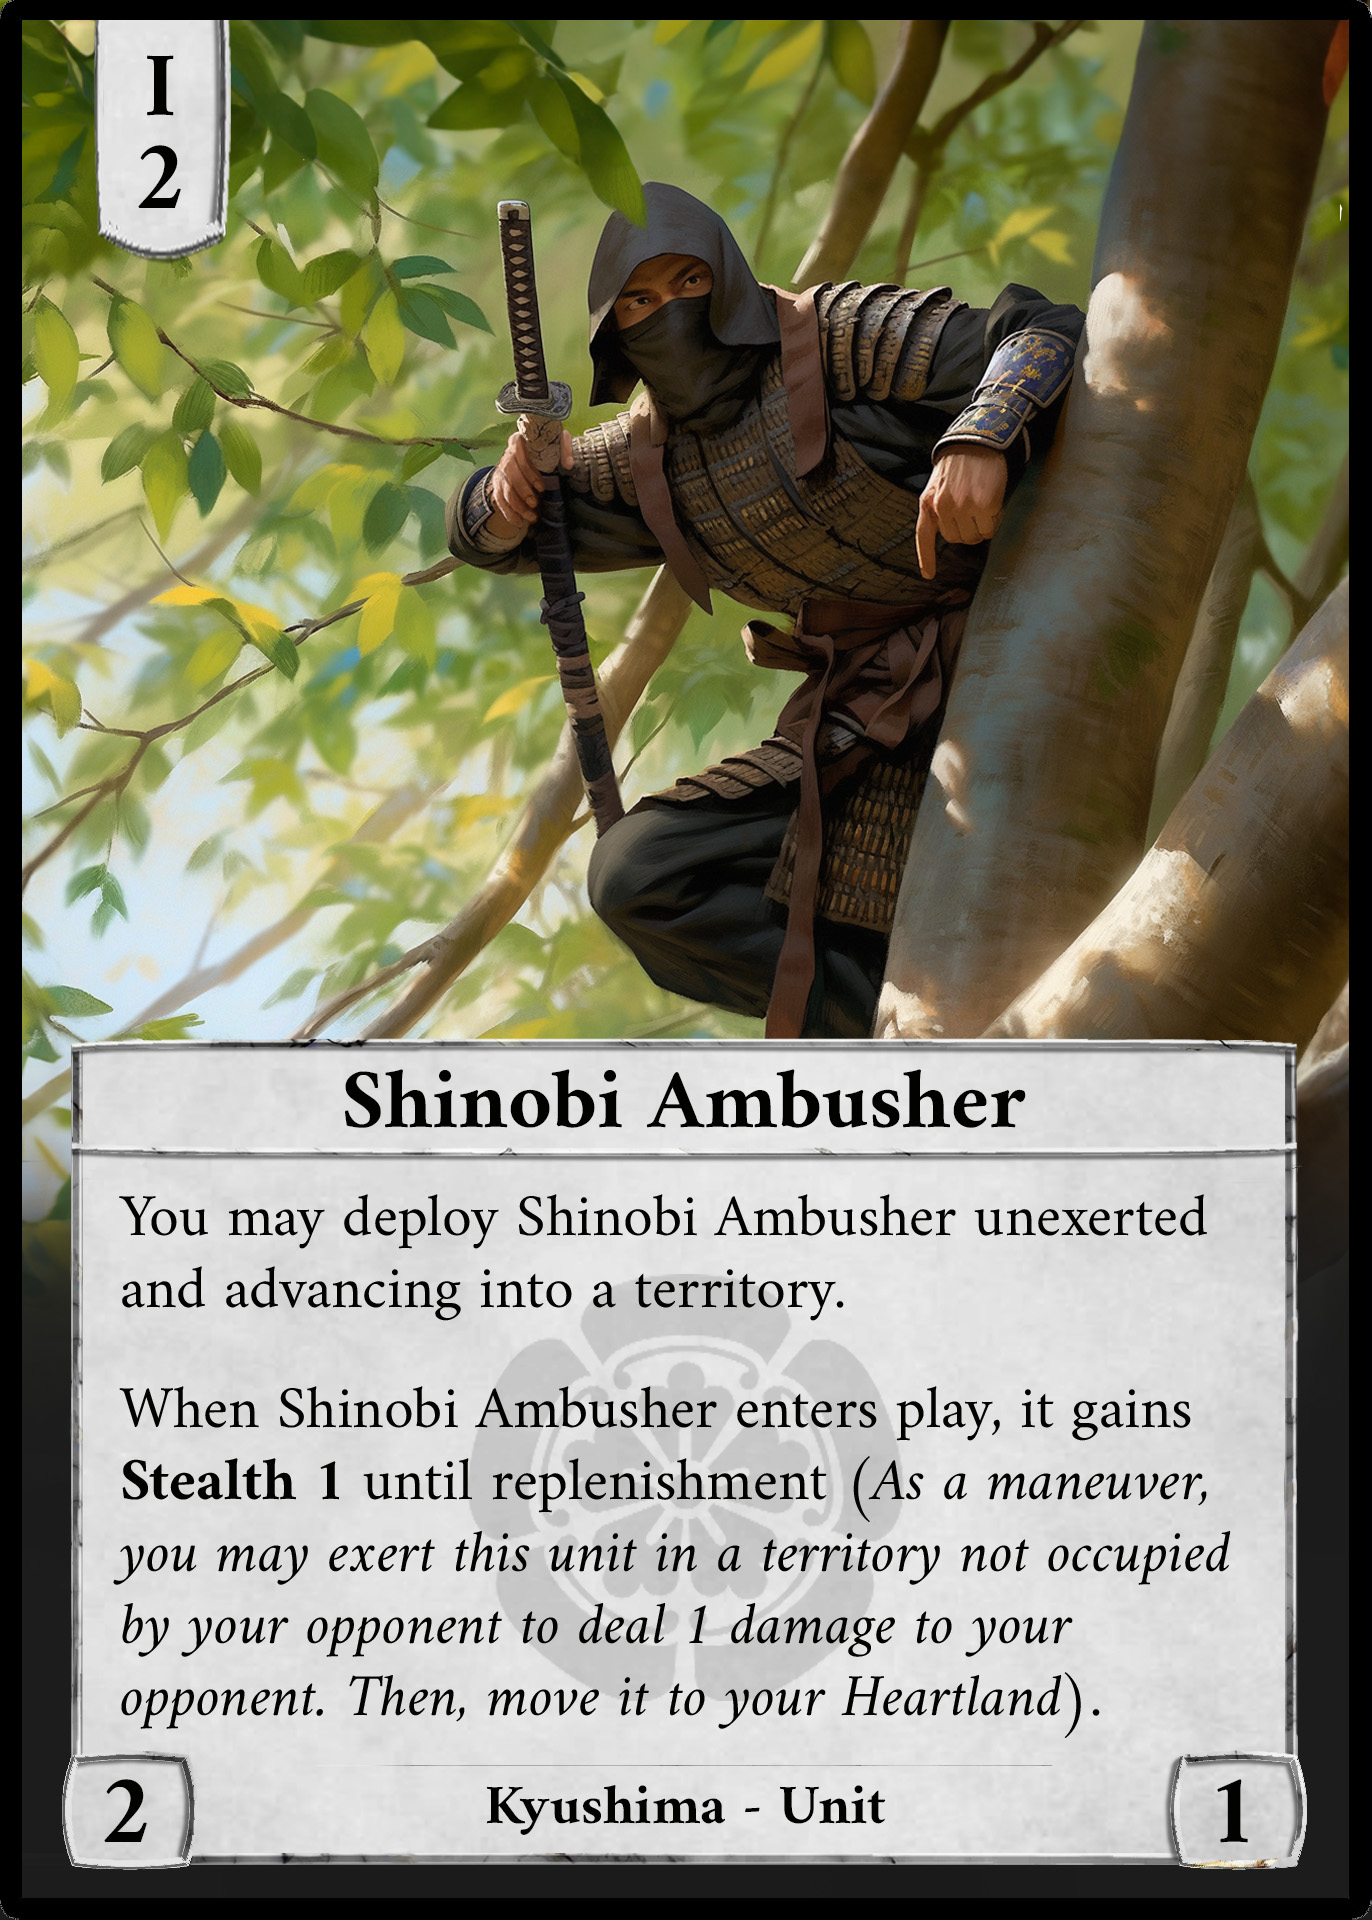 I
2
Shinobi Ambusher
You may deploy Shinobi Ambusher unexerted
and advancing into a territory.
When Shinobi Ambusher enters play, it gains
Stealth 1 until replenishment (As a maneuver,
you may exert this unit in a territory not occupied
by your opponent to deal 1 damage to your
opponent. Then, move it to your Heartland).
2
Kyushima - Unit
1